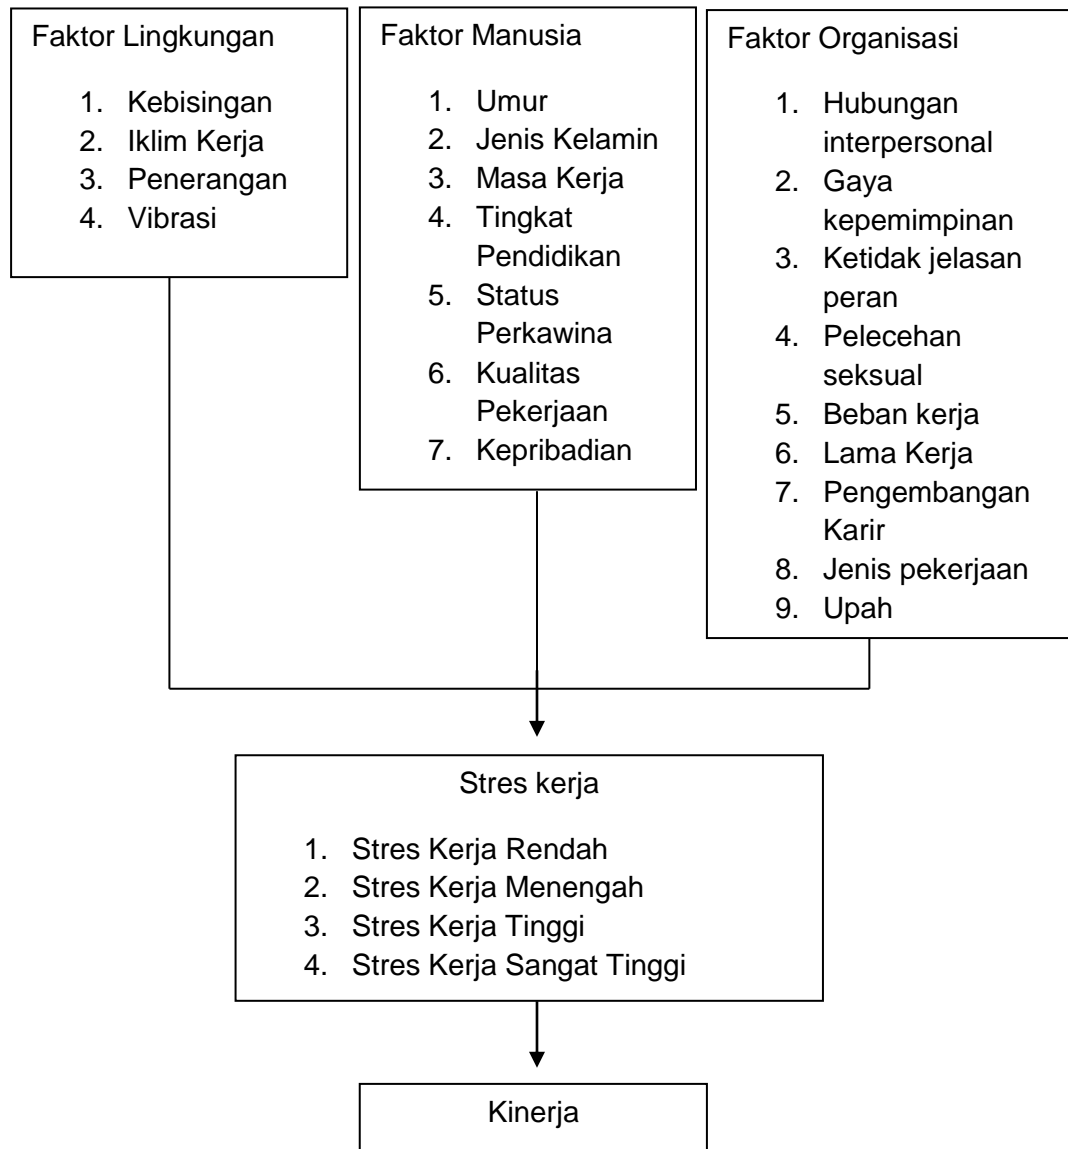 Faktor Lingkungan
1. Kebisingan
2. Iklim Kerja
3. Penerangan
4. Vibrasi
Faktor Manusia
1. Umur
2. Jenis Kelamin
3. Masa Kerja
4. Tingkat
Pendidikan
5. Status
Perkawina
6. Kualitas
Pekerjaan
7. Kepribadian
Faktor Organisasi
1. Hubungan
interpersonal
2. Gaya
kepemimpinan
3. Ketidak jelasan
peran
4. Pelecehan
seksual
5. Beban kerja
6. Lama Kerja
7. Pengembangan
Karir
8. Jenis pekerjaan
9. Upah
Stres kerja
1. Stres Kerja Rendah
2. Stres Kerja Menengah
3. Stres Kerja Tinggi
4. Stres Kerja Sangat Tinggi
Kinerja